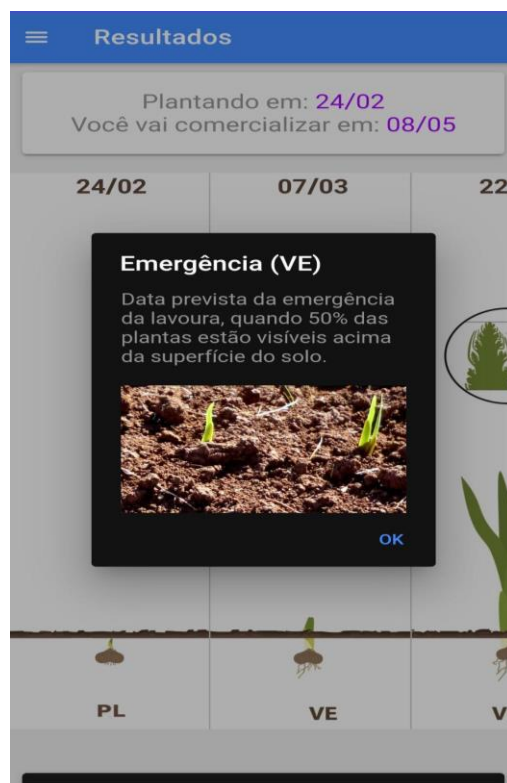 Resultados
Plantando em: 24/02
Você vai comercializar em: 08/05
24/02
07/03
22
Emergência (VE)
Data prevista da emergência
da lavoura, quando 50% das
plantas estão visíveis acima
da superfície do solo.
OK
PL
VE
V